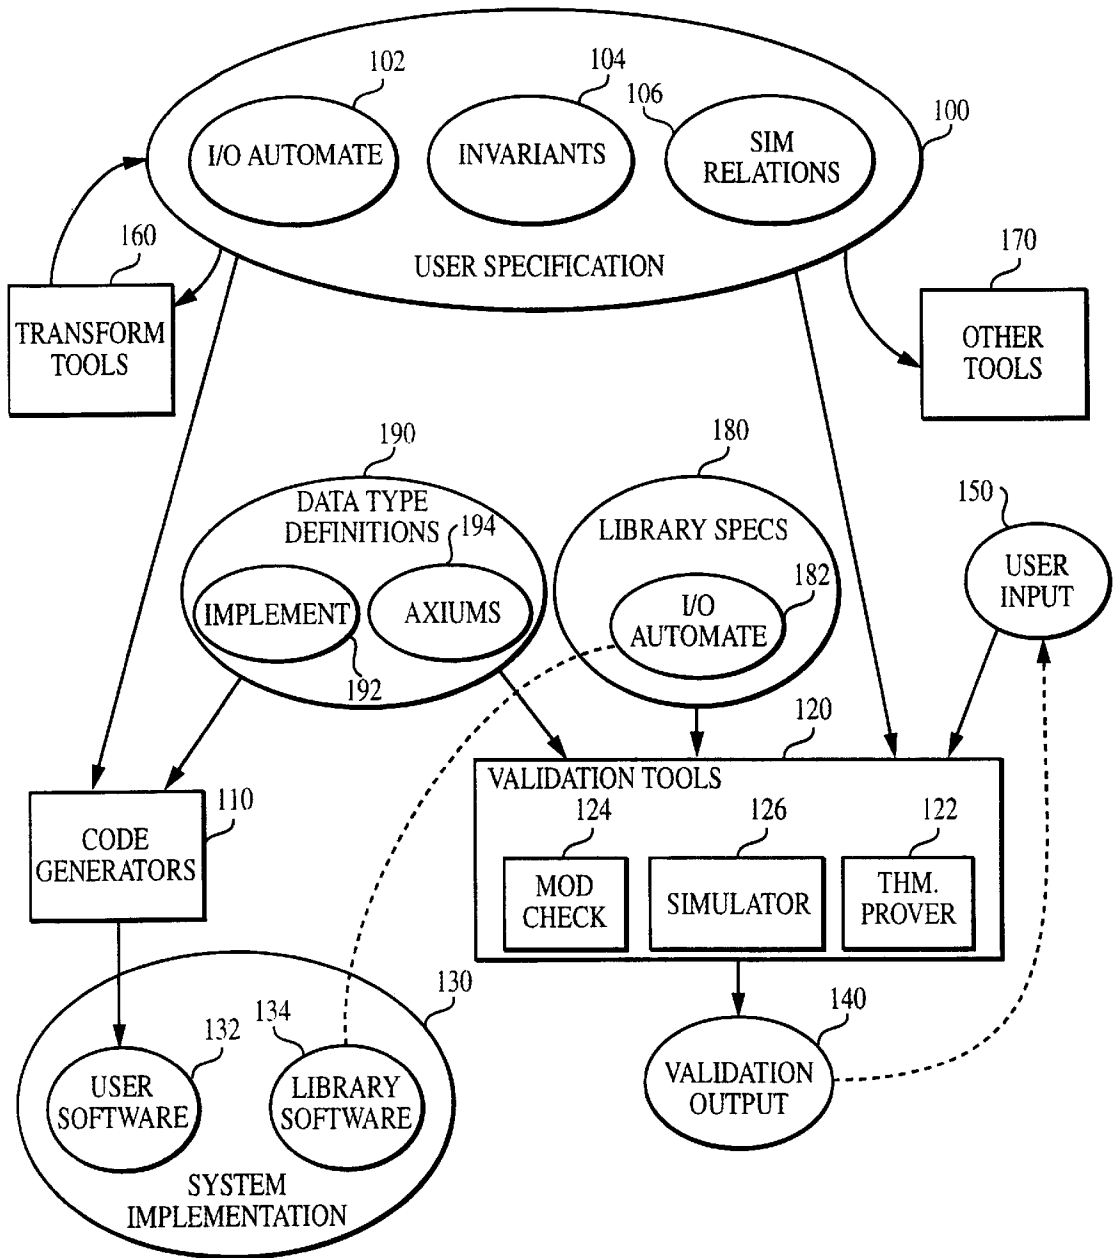 102
104
106
100
I/O AUTOMATE
INVARIANTS
SIM
RELATIONS
USER SPECIFICATION
160
TRANSFORM
TOOLS
170
OTHER
TOOLS
190
DATA TYPE
DEFINITIONS
194
IMPLEMENT
AXIUMS
192
180
LIBRARY SPECS
182
I/O
AUTOMATE
150
USER
INPUT
120
VALIDATION TOOLS
124
126
122
MOD
CHECK
SIMULATOR
THM.
PROVER
110
CODE
GENERATORS
130
132
134
USER
SOFTWARE
LIBRARY
SOFTWARE
SYSTEM
IMPLEMENTATION
140
VALIDATION
OUTPUT